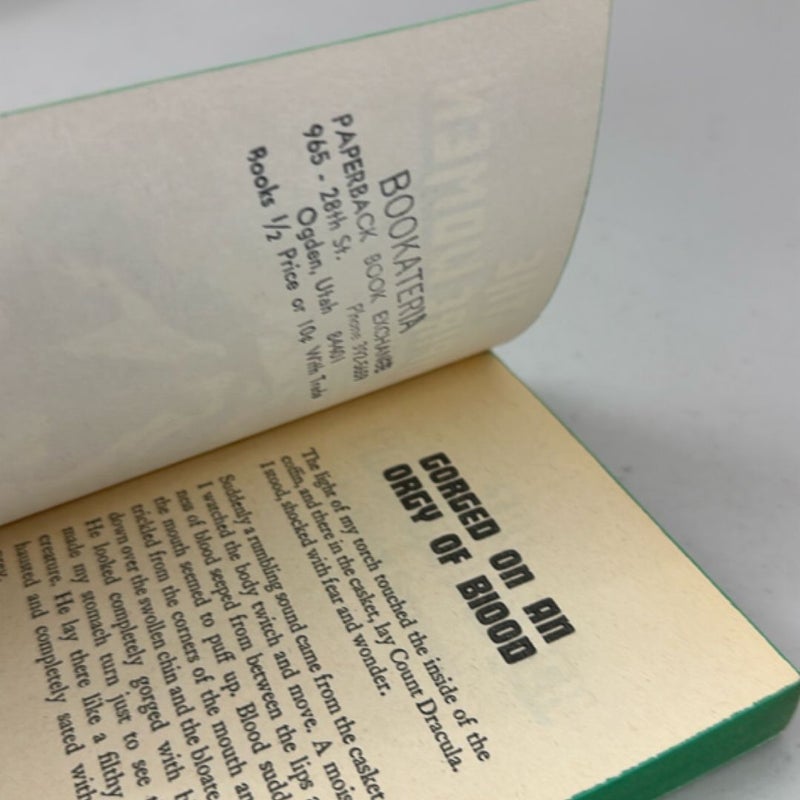 BOOKATERIA
PAPERBACK BOOK EXCHANGE
965 - 28th St. Phone
Ogden, Utah 84401
Books 1/2 Price or 10¢ With Trade
GORGED ON AN
ORGY OF BLOOD
The light of my torch touched the inside of the
coffin, and there in the casket, lay Count Dracula.
I stood, shocked with fear and wonder.
Suddenly a rumbling sound came from the casket.
I watched the body twitch and move. A mois
ness of blood seeped from between the lips
the mouth seemed to puff up. Blood sudd
trickled from the corners of the mouth an
down over the swollen chin and the bloate
He looked completely gorged with
made my stomach turn just to see
creature. He lay there like a filthy
hausted and completely sated with